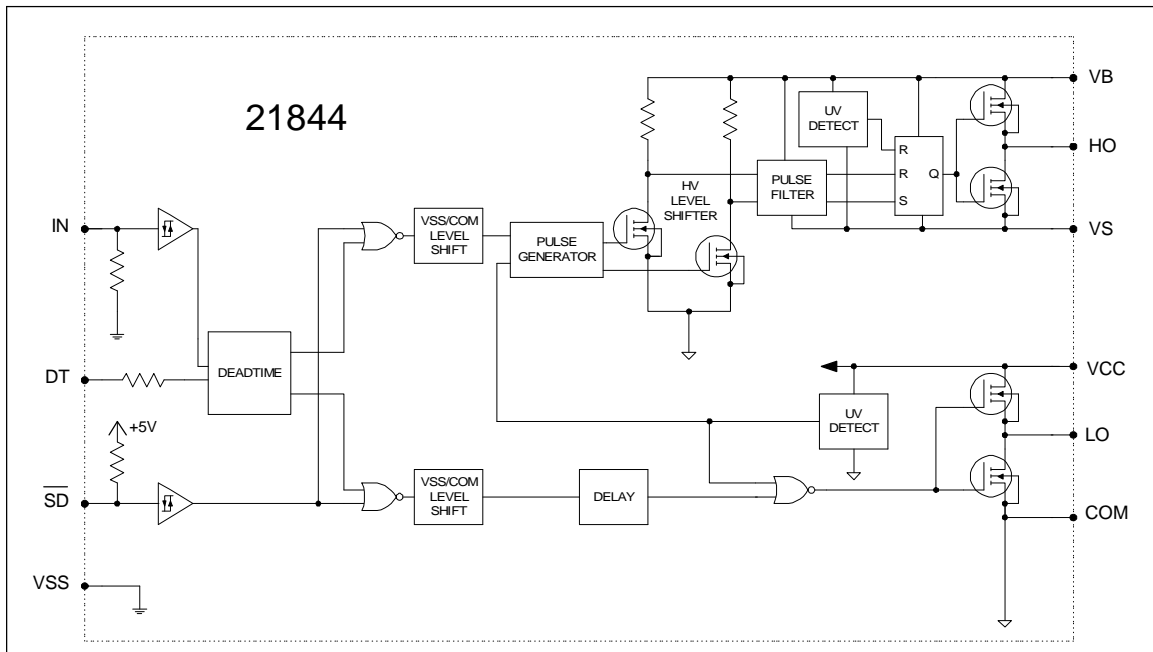 21844
VB
UV
DETECT
HO
R
R
Q
S
PULSE
FILTER
HV
LEVEL
SHIFTER
VS
IN
VSS/COM
LEVEL
SHIFT
PULSE
GENERATOR
DEADTIME
DT
+5V
VCC
UV
DETECT
LO
SD
VSS/COM
LEVEL
SHIFT
DELAY
COM
VSS